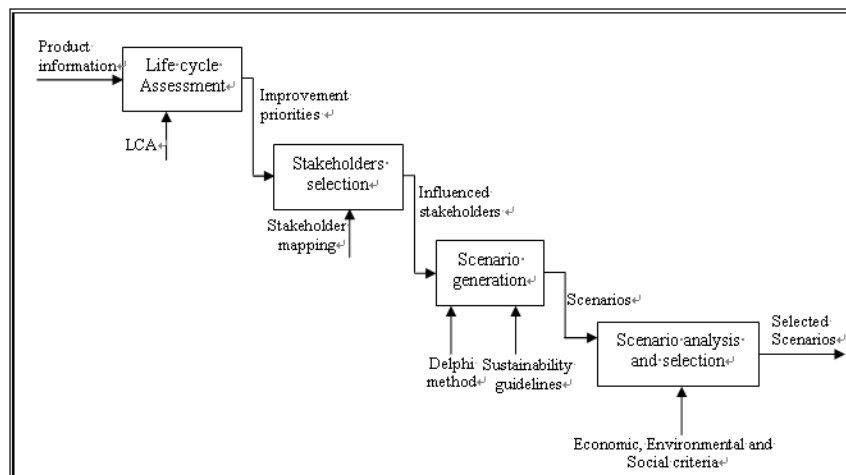 Product
information
Life cycle
Assessment
Improvement
priorities
LCA
Stakeholders
selection
Influenced
stakeholders
Stakeholder
mapping
Scenario
generation
Scenarios
Delphi
method
Sustainability
guidelines
Scenario analysis
and selection
Selected
Scenarios
Economic, Environmental and
Social criteria